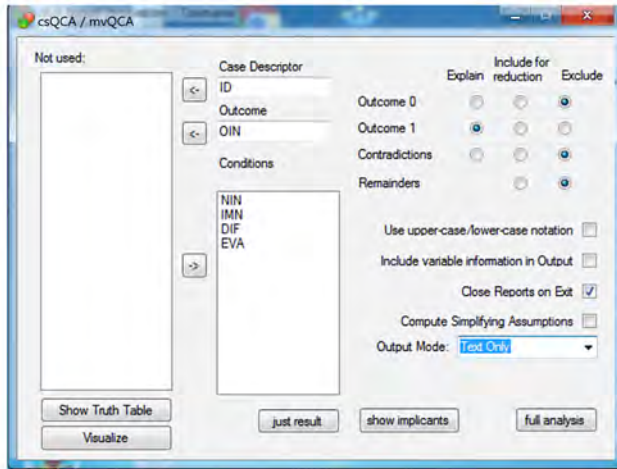 csQCA / mvQCA
Not used:
Case Descriptor
<-
ID
Outcome
<-
OIN
Conditions
NIN
IMN
DIF
EVA
->
Explain
Include for
reduction
Exclude
Outcome 0
Outcome 1
Contradictions
Remainders
Use upper-case/lower-case notation
Include variable information in Output
Close Reports on Exit
Compute Simplifying Assumptions
Output Mode: Text Only
Show Truth Table
Visualize
just result
show implicants
full analysis